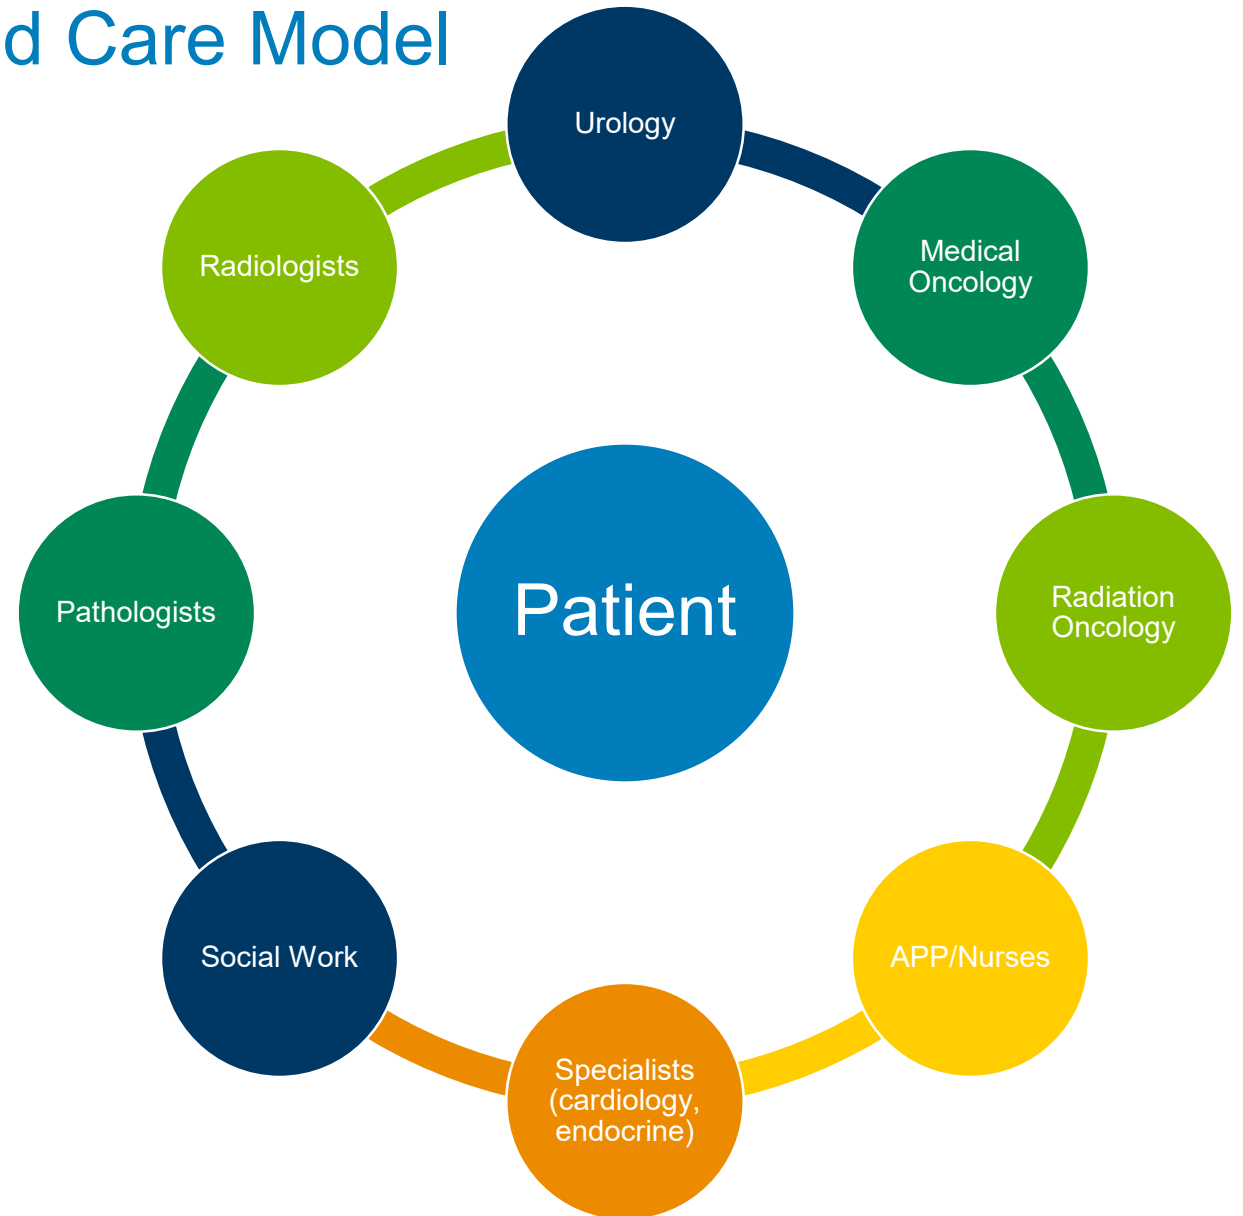 d Care Model
Urology
Medical
Oncology
Radiation
Oncology
APP/Nurses
Specialists
(cardiology,
endocrine)
Social Work
Pathologists
Radiologists
Patient